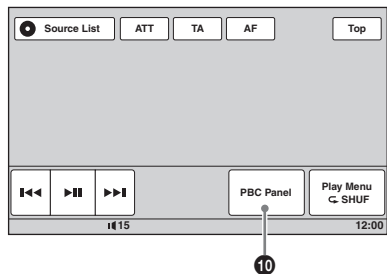 Source List ATT TA AF Top
PBC Panel Play Menu
SHUF
15 12:00
10